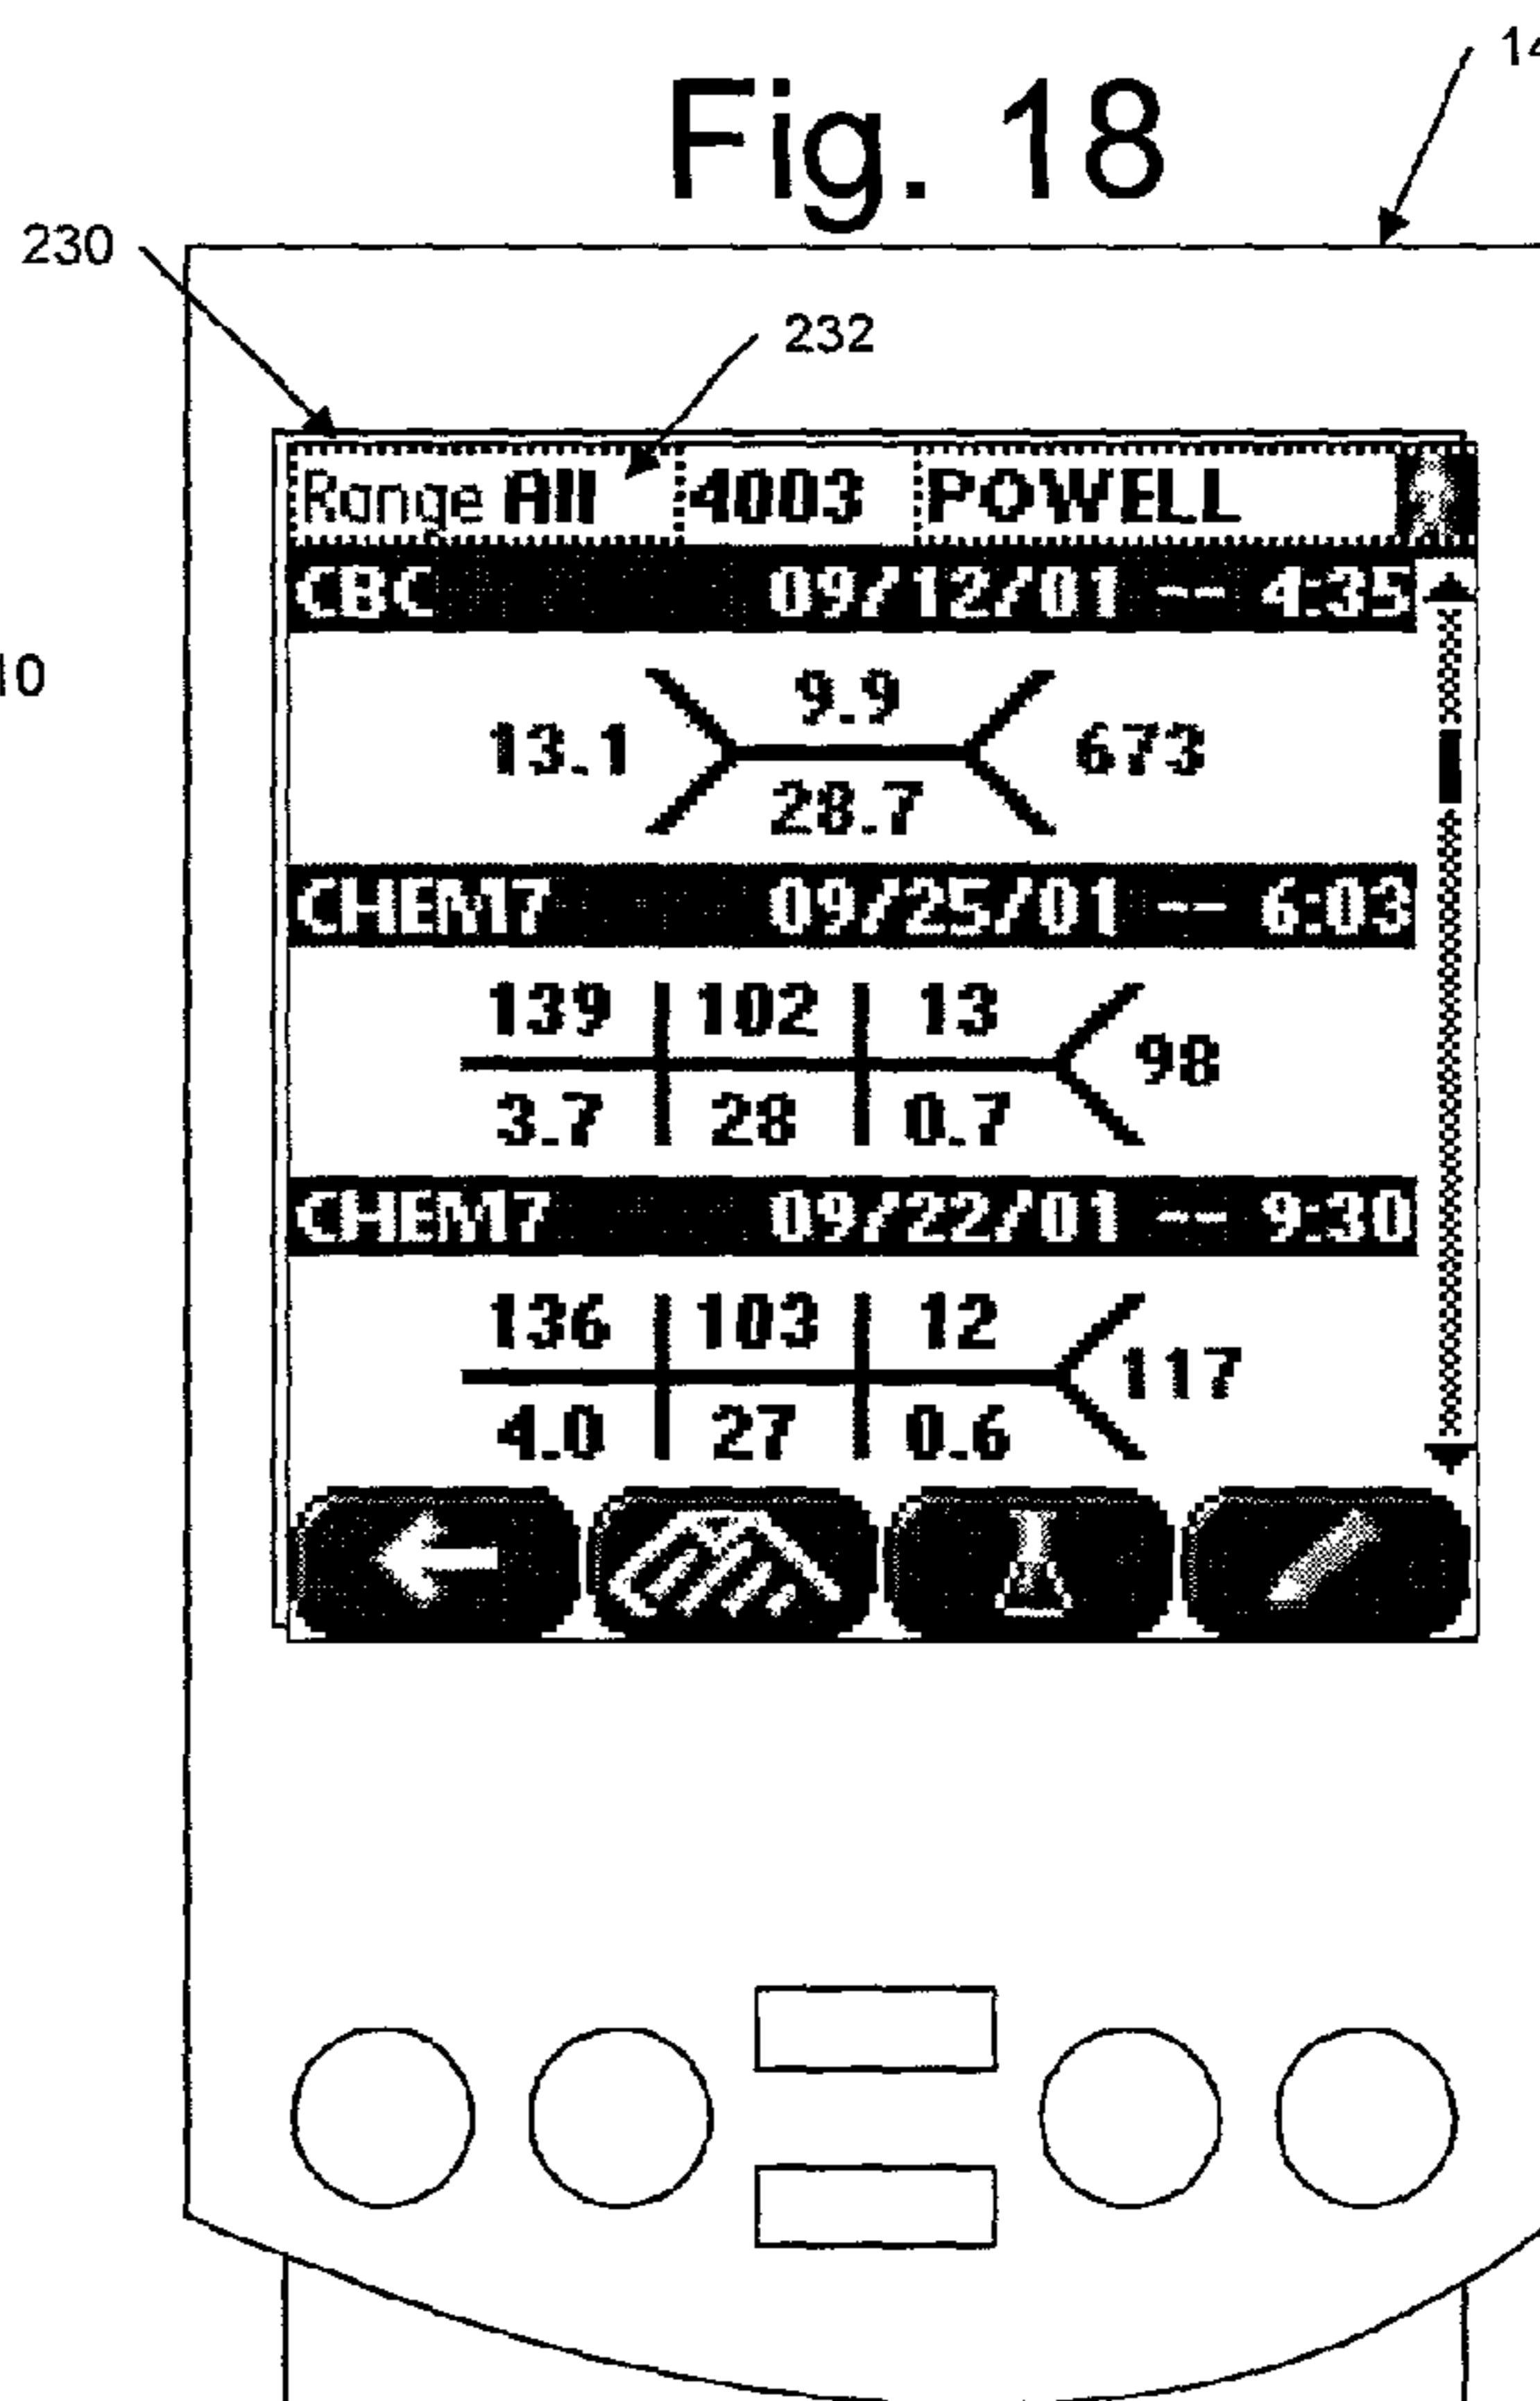 Fig. 18
14
230
232
10
Range All 4003 POWELL
CBC 09/12/01 -- 4:35
9.9
13.1 673
28.7
CHEM7 09/25/01 -- 6:03
139 102 13
98
3.7 28 0.7
CHEM7 09/22/01 -- 9:30
136 103 12
117
4.0 27 0.6